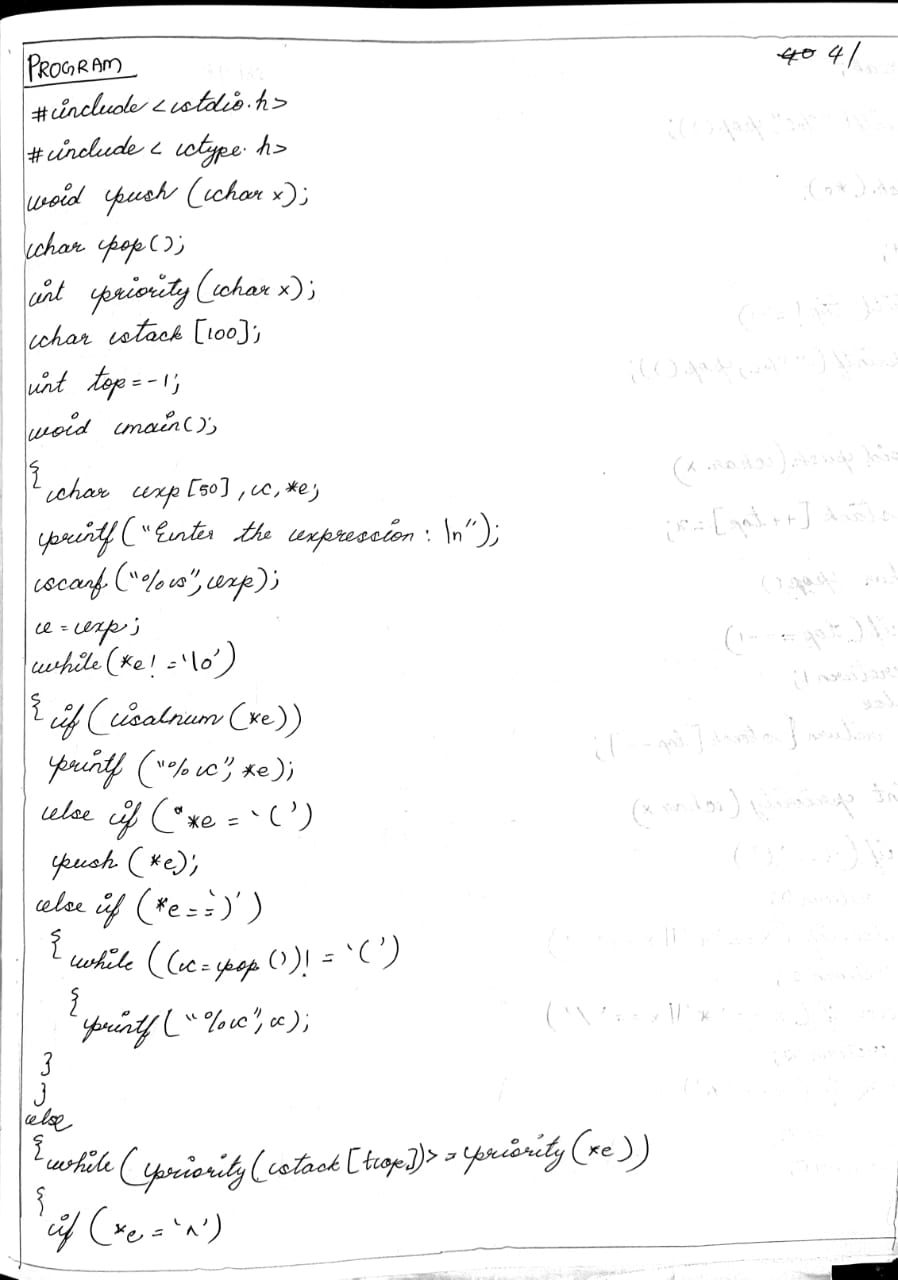 40 41
PROGRAM
#include <stdio.h>
#include < ctype.h>
void push (char x);
char pop();
int priority(char x);
char stack [100];
int top=-1;
void main();
{ char exp [50], c, *e;
printf("Enter the expression : \n");
scanf("%s", exp);
e = exp;
while(*e! ='\0')
{ if (isalnum (*e))
printf ("%c", *e);
else if (*e = '(')
push (*e);
else if (*e==')')
{ while ((c=pop ())! = '(')
{
printf("%c", c);
}
}
else
{ while (priority(stack [top])>=priority(*e))
{
if (*e = '^')